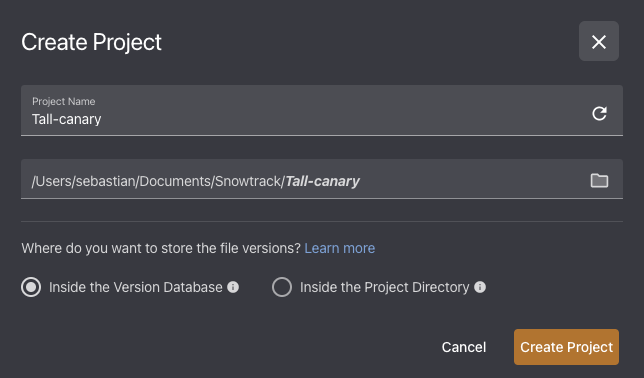 Create Project
Project Name
Tall-canary
/Users/sebastian/Documents/Snowtrack/Tall-canary
Where do you want to store the file versions? Learn more
Inside the Version Database Inside the Project Directory
Cancel Create Project